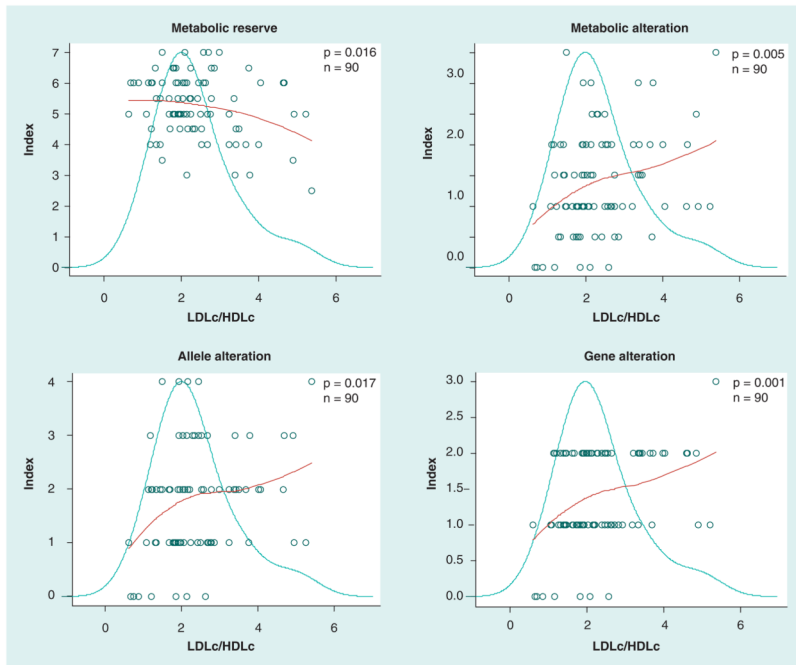 Metabolic reserve
p = 0.016
n = 90
7
6
5
4
3
2
1
0
Index
0 2 4 6
LDLc/HDLc
Metabolic alteration
p = 0.005
n = 90
3.0
2.0
1.0
0.0
Index
0 2 4 6
LDLc/HDLc
Allele alteration
p = 0.017
n = 90
4
3
2
1
0
Index
0 2 4 6
LDLc/HDLc
Gene alteration
p = 0.001
n = 90
3.0
2.0
1.5
1.0
0.5
0.0
Index
0 2 4 6
LDLc/HDLc